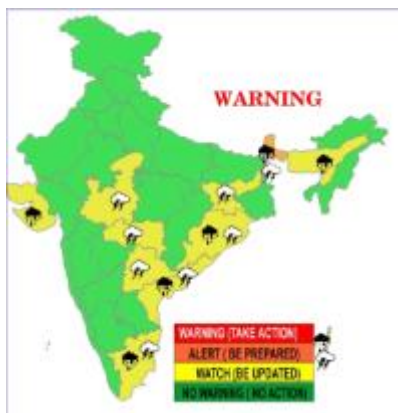 WARNING
WARNING (TAKE ACTION)
ALERT ( BE PREPARED)
WATCH (BE UPDATED)
NO WARNING ( NO ACTION)